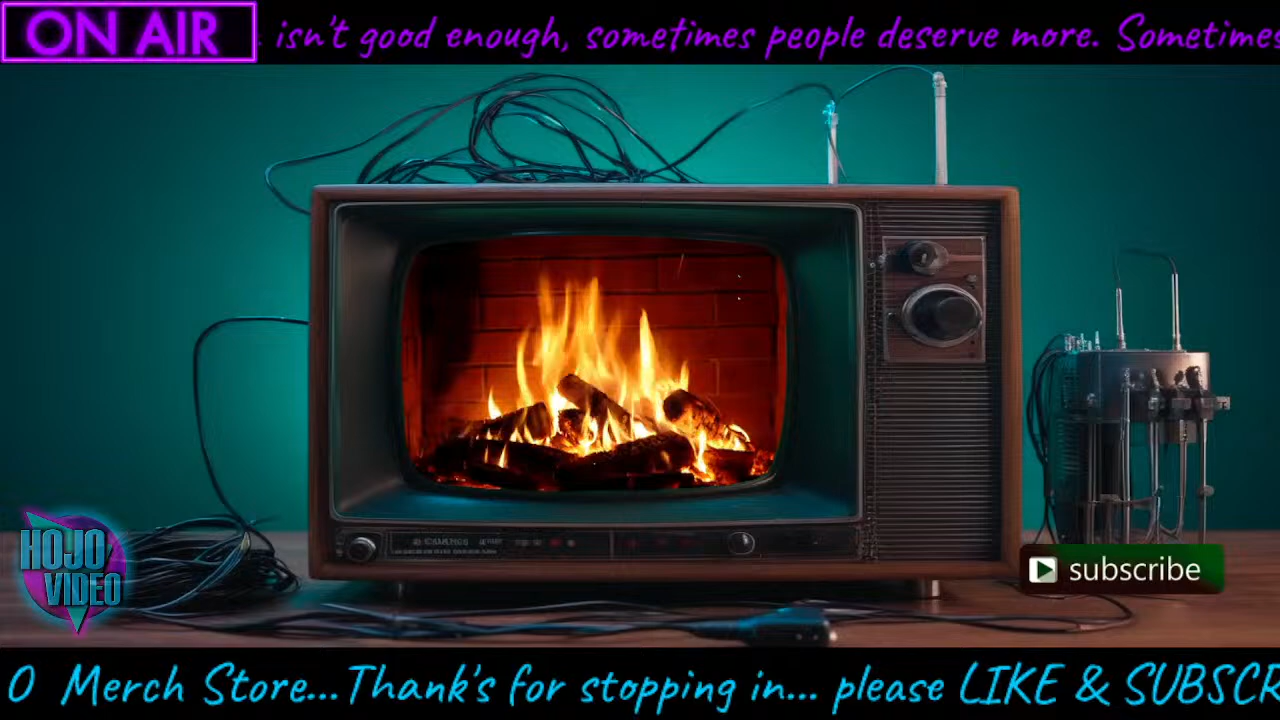 ON AIR
isn't good enough, sometimes people deserve more. Sometimes
HOJO
VIDEO
subscribe
O Merch Store... Thank's for stopping in... please LIKE & SUBSCR